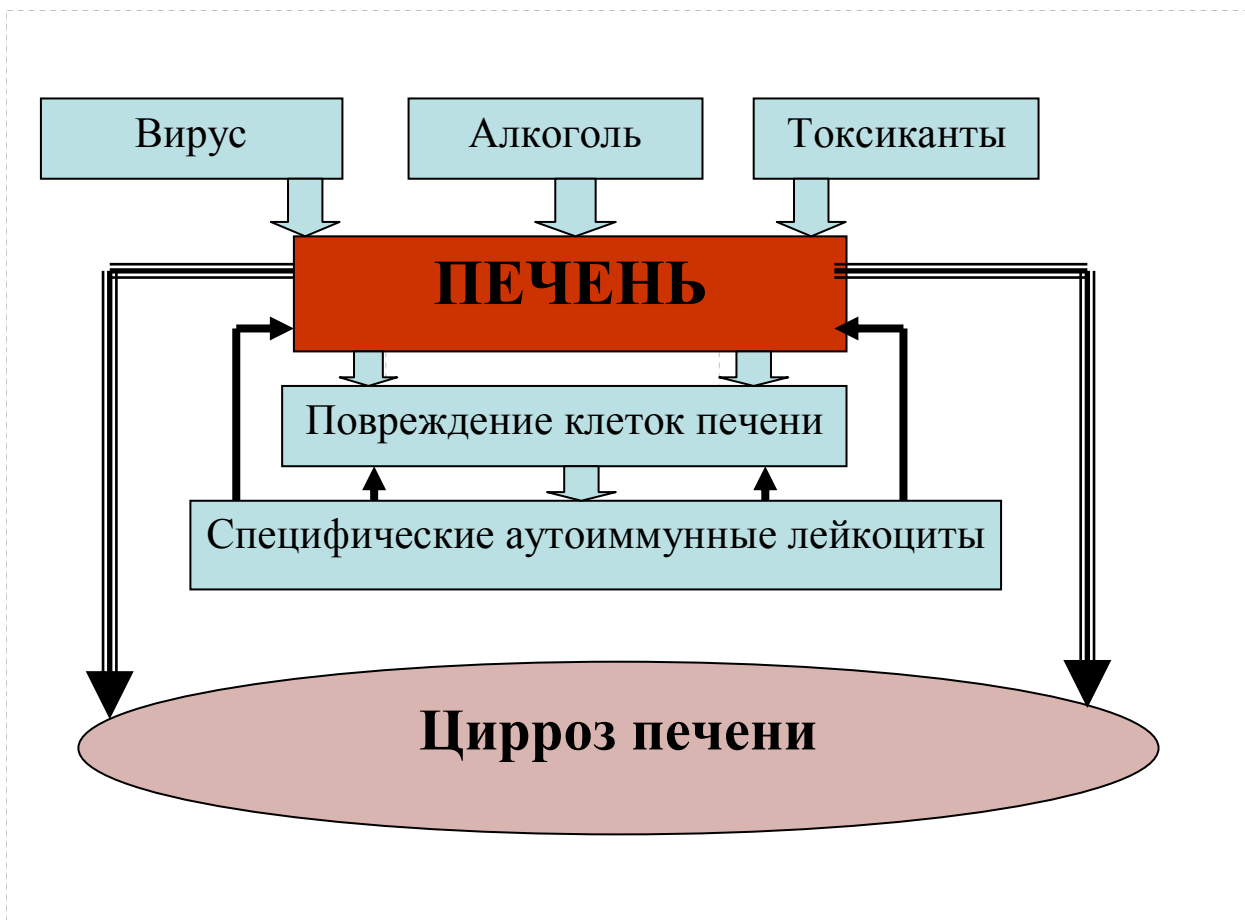 Вирус
Алкоголь
Токсиканты
ПЕЧЕНЬ
Повреждение клеток печени
Специфические аутоиммунные лейкоциты
Цирроз печени